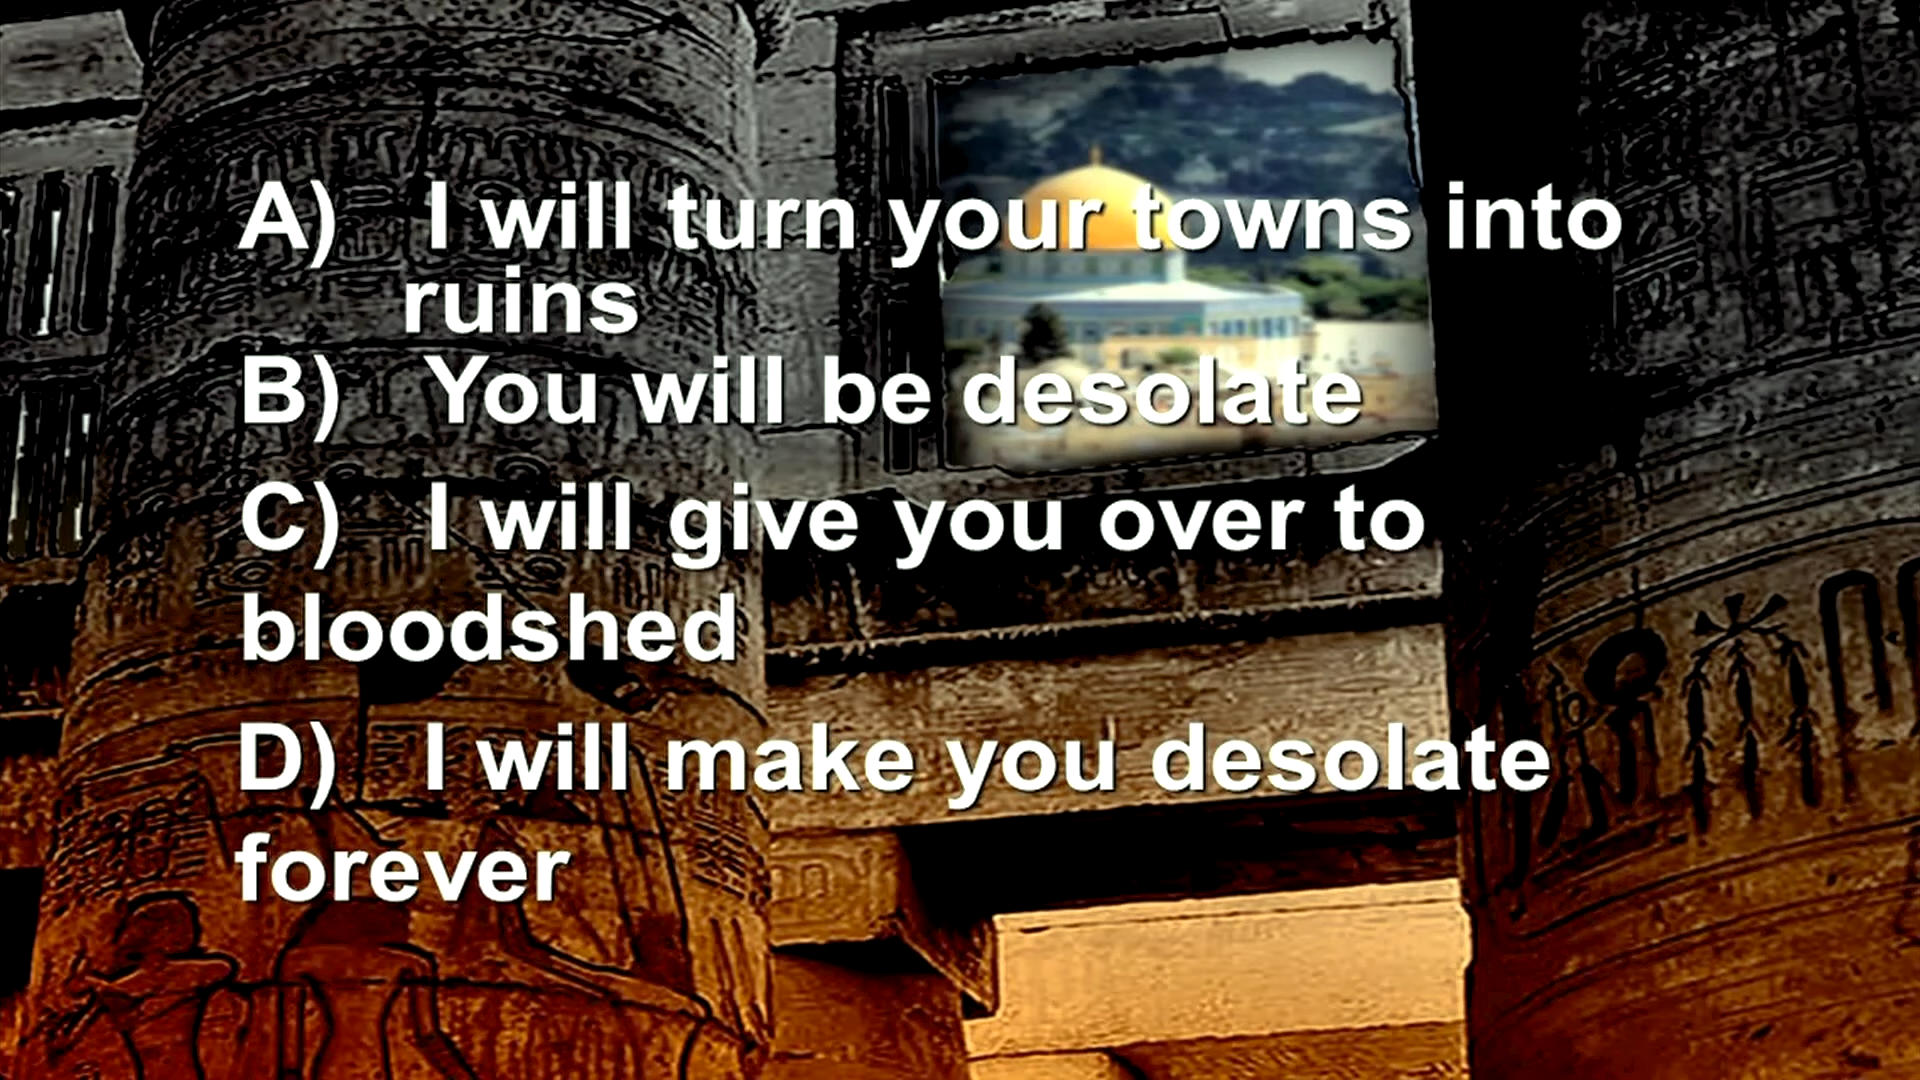 A) I will turn your towns into
ruins
B) You will be desolate
C) I will give you over to
bloodshed
D) I will make you desolate
forever